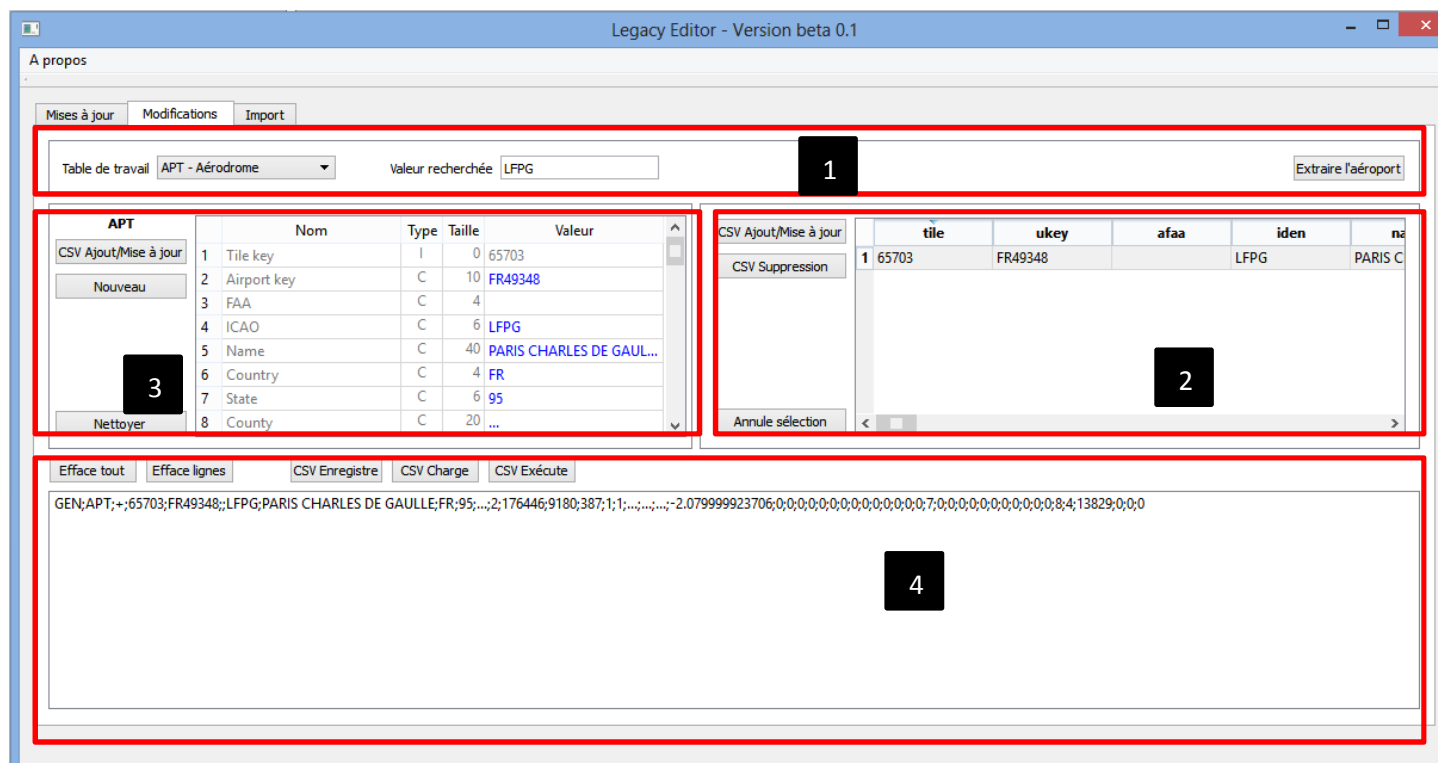 Legacy Editor - Version beta 0.1
A propos
Mises à jour Modifications Import
Table de travail APT - Aérodrome Valeur recherchée LFPG 1 Extraire l'aéroport
APT
CSV Ajout/Mise à jour
Nouveau
3
Nettoyer
Nom Type Taille Valeur
1 Tile key I 0 65703
2 Airport key C 10 FR49348
3 FAA C 4
4 ICAO C 6 LFPG
5 Name C 40 PARIS CHARLES DE GAUL...
6 Country C 4 FR
7 State C 6 95
8 County C 20 ...
CSV Ajout/Mise à jour
CSV Suppression
Annule sélection
tile ukey afaa iden na
1 65703 FR49348 LFPG PARIS C
2
Efface tout Efface lignes CSV Enregistre CSV Charge CSV Exécute
GEN;APT;+;65703;FR49348;;LFPG;PARIS CHARLES DE GAULLE;FR;95;...;2;176446;9180;387;1;1;...;...;...;-2.079999923706;0;0;0;0;0;0;0;0;0;0;0;0;0;0;7;0;0;0;0;0;0;0;0;0;0;0;8;4;13829;0;0;0
4